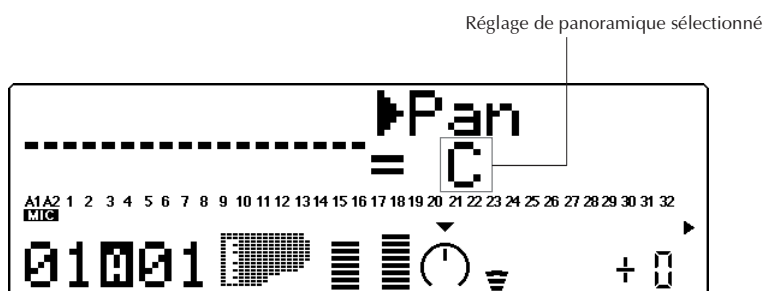 Réglage de panoramique sélectionné
▶Pan
= C
A1 A2 1 2 3 4 5 6 7 8 9 10 11 12 13 14 15 16 17 18 19 20 21 22 23 24 25 26 27 28 29 30 31 32
MIC
01A01 + 0